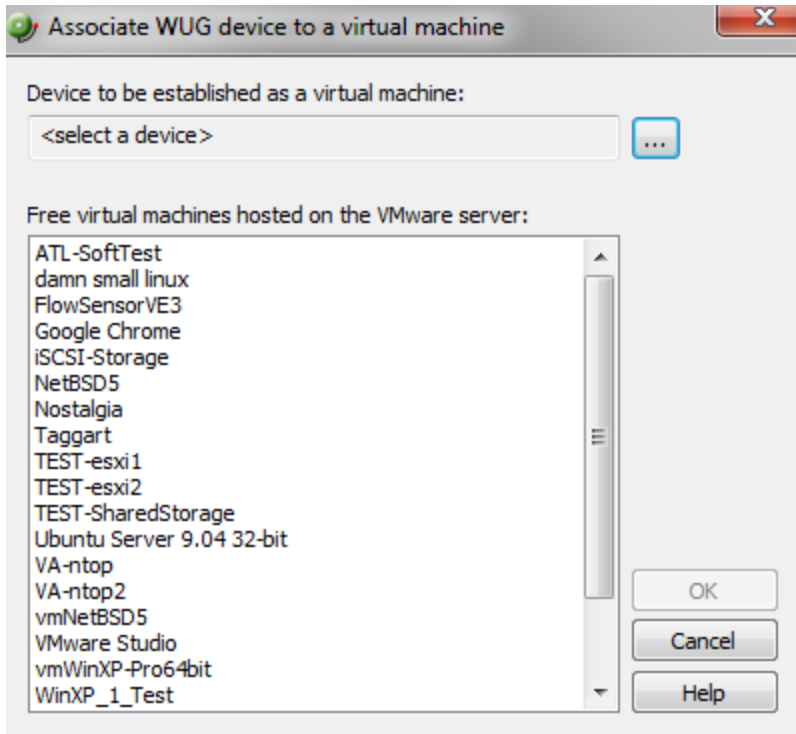 Associate WUG device to a virtual machine
Device to be established as a virtual machine:
<select a device>
...
Free virtual machines hosted on the VMware server:
ATL-SoftTest
damn small linux
FlowSensorVE3
Google Chrome
iSCSI-Storage
NetBSD5
Nostalgia
Taggart
TEST-esxi1
TEST-esxi2
TEST-SharedStorage
Ubuntu Server 9.04 32-bit
VA-ntop
VA-ntop2
vmNetBSD5
VMware Studio
vmWinXP-Pro64bit
WinXP_1_Test
OK
Cancel
Help